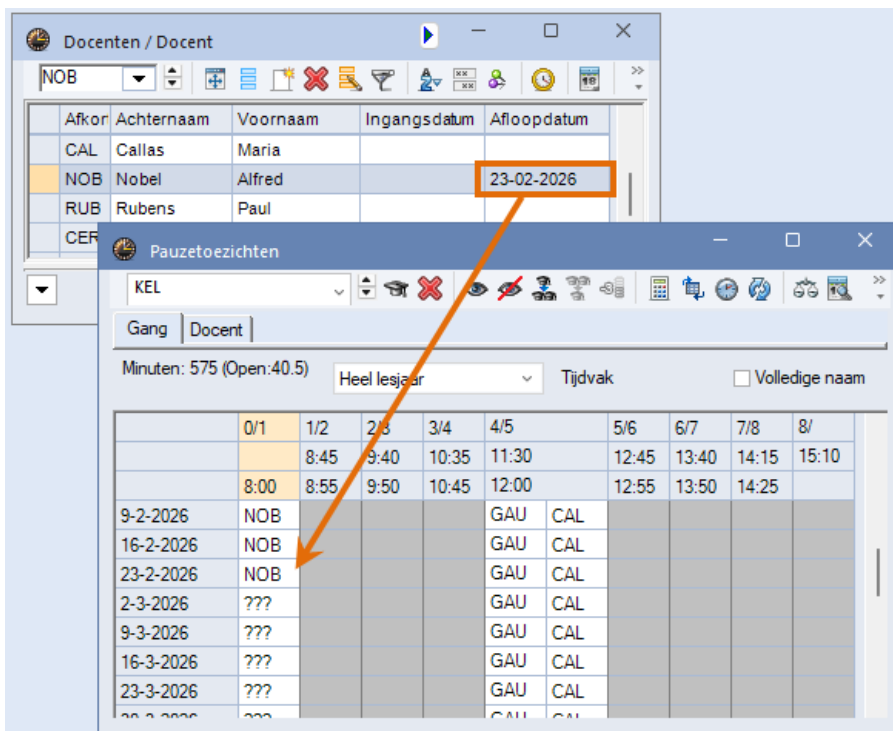 Docenten / Docent
NOB
Afkor Achternaam Voornaam Ingangsdatum Afloopdatum
CAL Callas Maria
NOB Nobel Alfred 23-02-2026
RUB Rubens Paul
CER
Pauzetoezichten
KEL
Gang Docent
Minuten: 575 (Open:40.5) Heel lesjaar Tijdvak Volledige naam
0/1 1/2 2/3 3/4 4/5 5/6 6/7 7/8 8/
8:45 9:40 10:35 11:30 12:45 13:40 14:15 15:10
8:00 8:55 9:50 10:45 12:00 12:55 13:50 14:25
9-2-2026 NOB GAU CAL
16-2-2026 NOB GAU CAL
23-2-2026 NOB GAU CAL
2-3-2026 ??? GAU CAL
9-3-2026 ??? GAU CAL
16-3-2026 ??? GAU CAL
23-3-2026 ??? GAU CAL